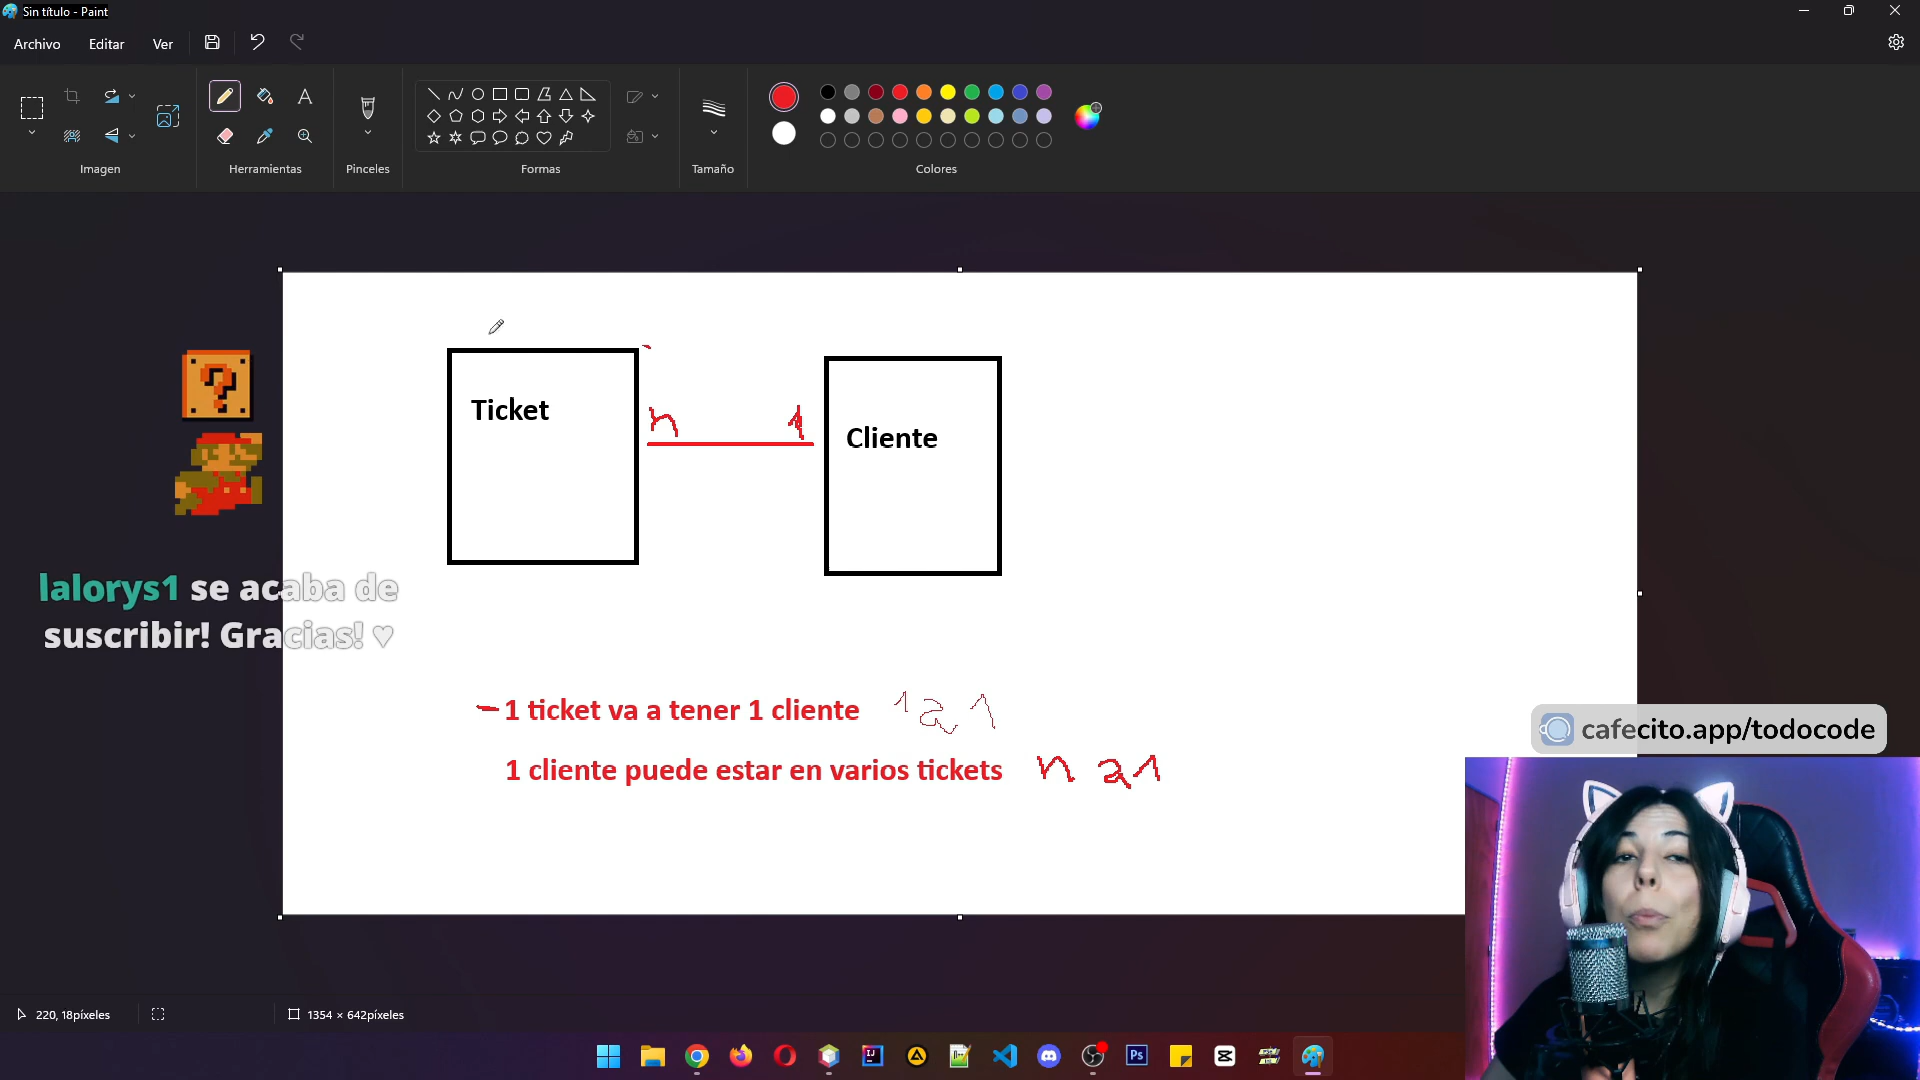 Sin título - Paint
Archivo
Editar
Ver
Imagen
Herramientas
Pinceles
Formas
Tamaño
Colores
Ticket
n
1
Cliente
lalorys1 se acaba de
suscribir! Gracias! ♥
- 1 ticket va a tener 1 cliente 1 a 1
1 cliente puede estar en varios tickets n a 1
cafecito.app/todocode
220, 18píxeles
1354 × 642píxeles
IJ
Ps